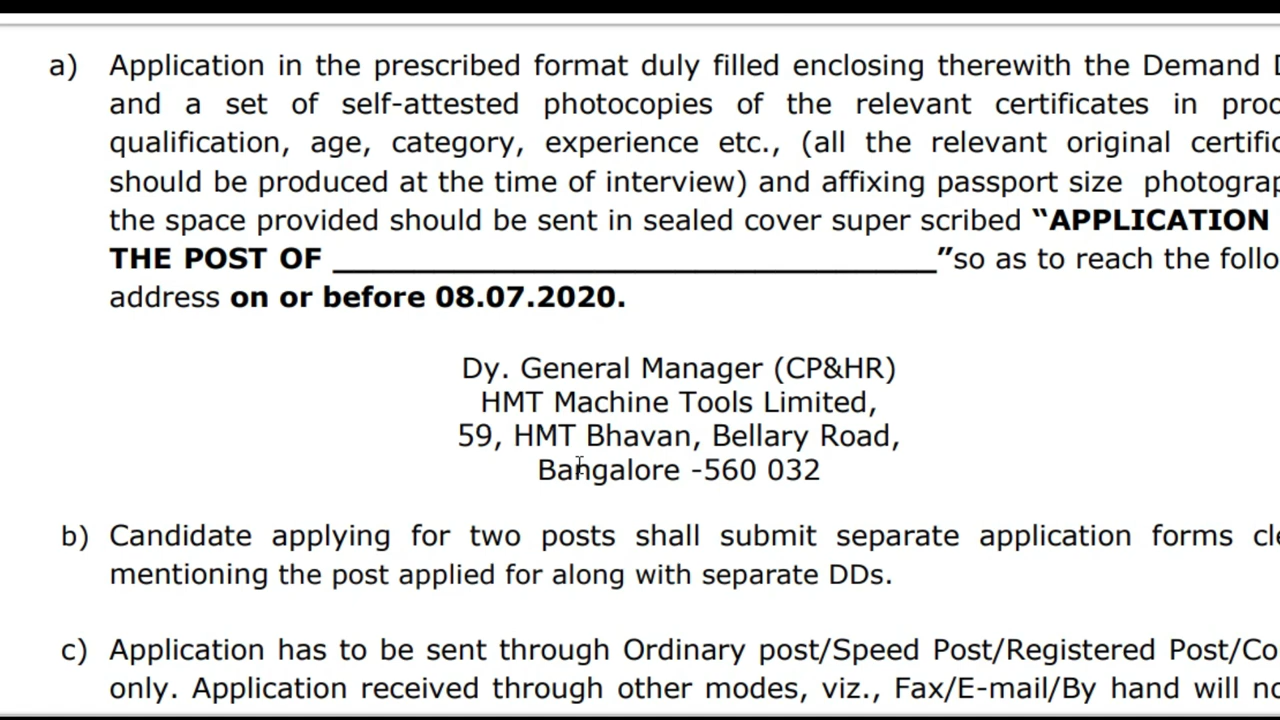 a) Application in the prescribed format duly filled enclosing therewith the Demand
and a set of self-attested photocopies of the relevant certificates in
qualification, age, category, experience etc., (all the relevant original
should be produced at the time of interview) and affixing passport size
the space provided should be sent in sealed cover super scribed “APPLICATION
THE POST OF ________________________________________”so as to reach the
address on or before 08.07.2020.
Dy. General Manager (CP&HR)
HMT Machine Tools Limited,
59, HMT Bhavan, Bellary Road,
Bangalore -560 032
b) Candidate applying for two posts shall submit separate application forms
mentioning the post applied for along with separate DDs.
c) Application has to be sent through Ordinary post/Speed Post/Registered Post/
only. Application received through other modes, viz., Fax/E-mail/By hand will